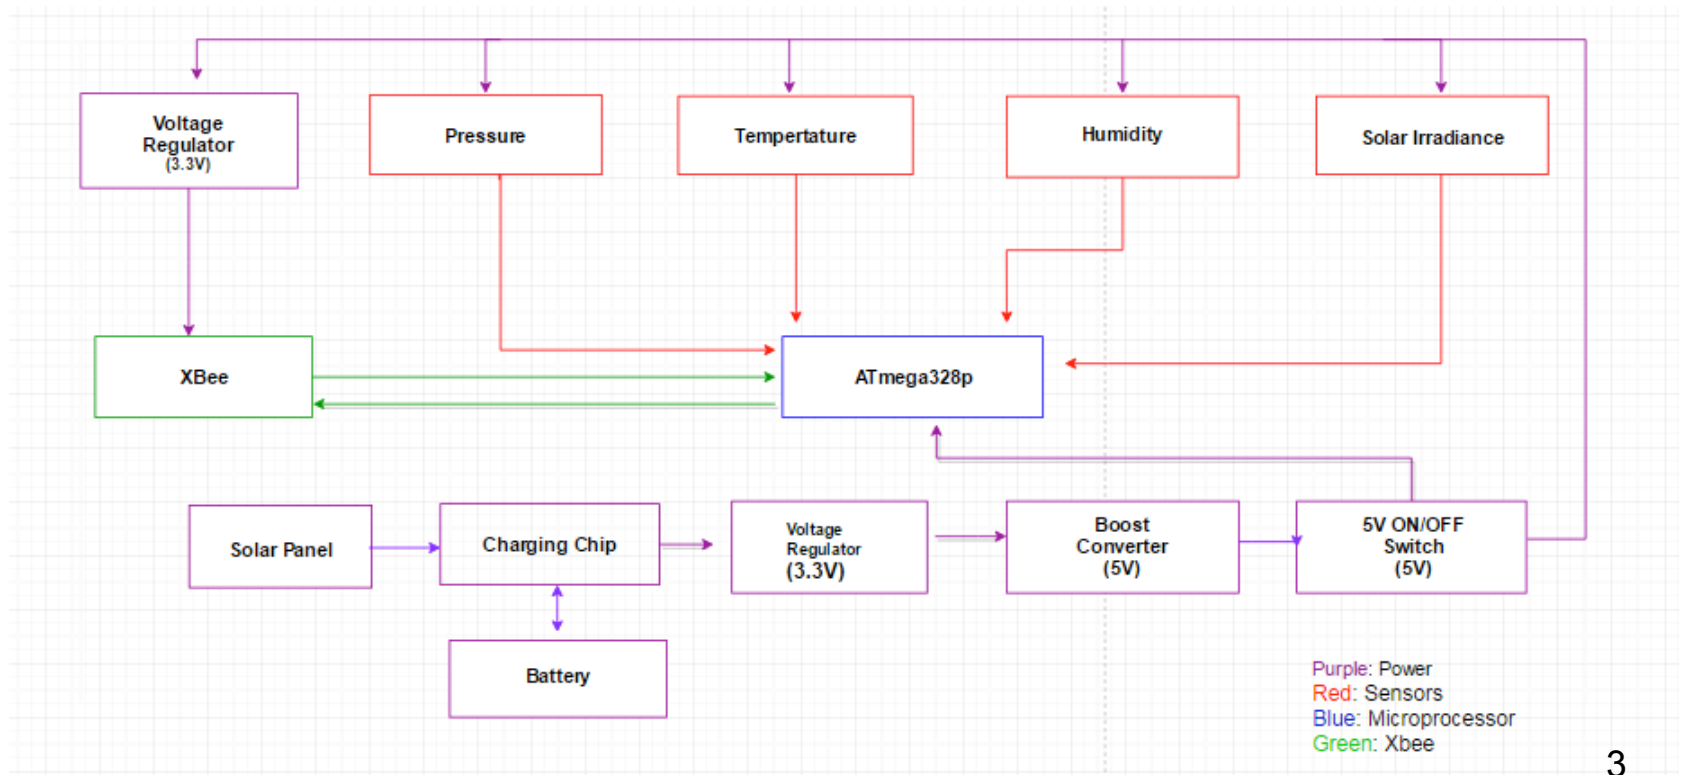 Voltage
Regulator
(3.3V)
Pressure
Tempertature
Humidity
Solar Irradiance
XBee
ATmega328p
Solar Panel
Charging Chip
Voltage
Regulator
(3.3V)
Boost
Converter
(5V)
5V ON/OFF
Switch
(5V)
Battery
Purple: Power
Red: Sensors
Blue: Microprocessor
Green: Xbee
3